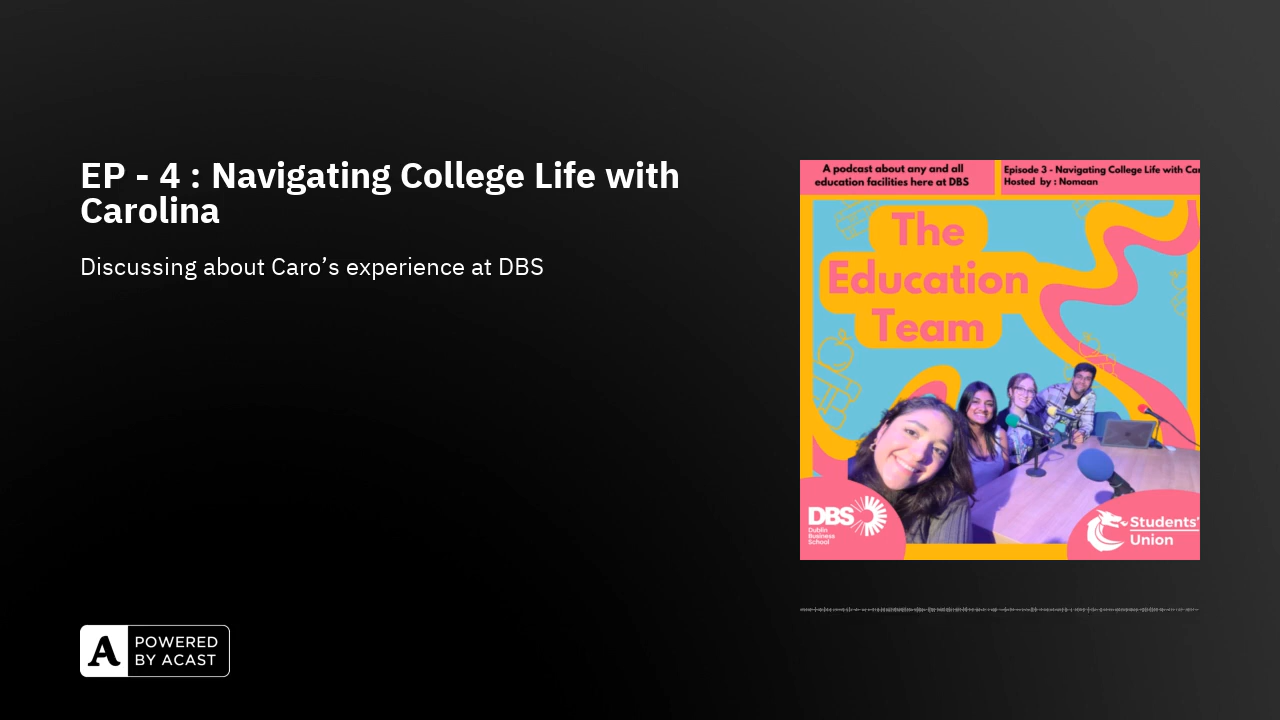 EP - 4 : Navigating College Life with
Carolina
Discussing about Caro’s experience at DBS
A podcast about any and all
education facilities here at DBS
Episode 3 - Navigating College Life with Car
Hosted by : Nomaan
The
Education
Team
DBS
Dublin
Business
School
Students'
Union
A POWERED
BY ACAST